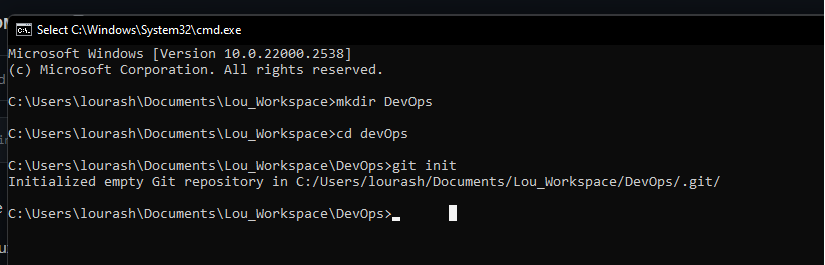 Select C:\Windows\System32\cmd.exe
Microsoft Windows [Version 10.0.22000.2538]
(c) Microsoft Corporation. All rights reserved.
C:\Users\lourash\Documents\Lou_Workspace>mkdir DevOps
C:\Users\lourash\Documents\Lou_Workspace>cd devOps
C:\Users\lourash\Documents\Lou_Workspace\DevOps>git init
Initialized empty Git repository in C:/Users/lourash/Documents/Lou_Workspace/DevOps/.git/
C:\Users\lourash\Documents\Lou_Workspace\DevOps>